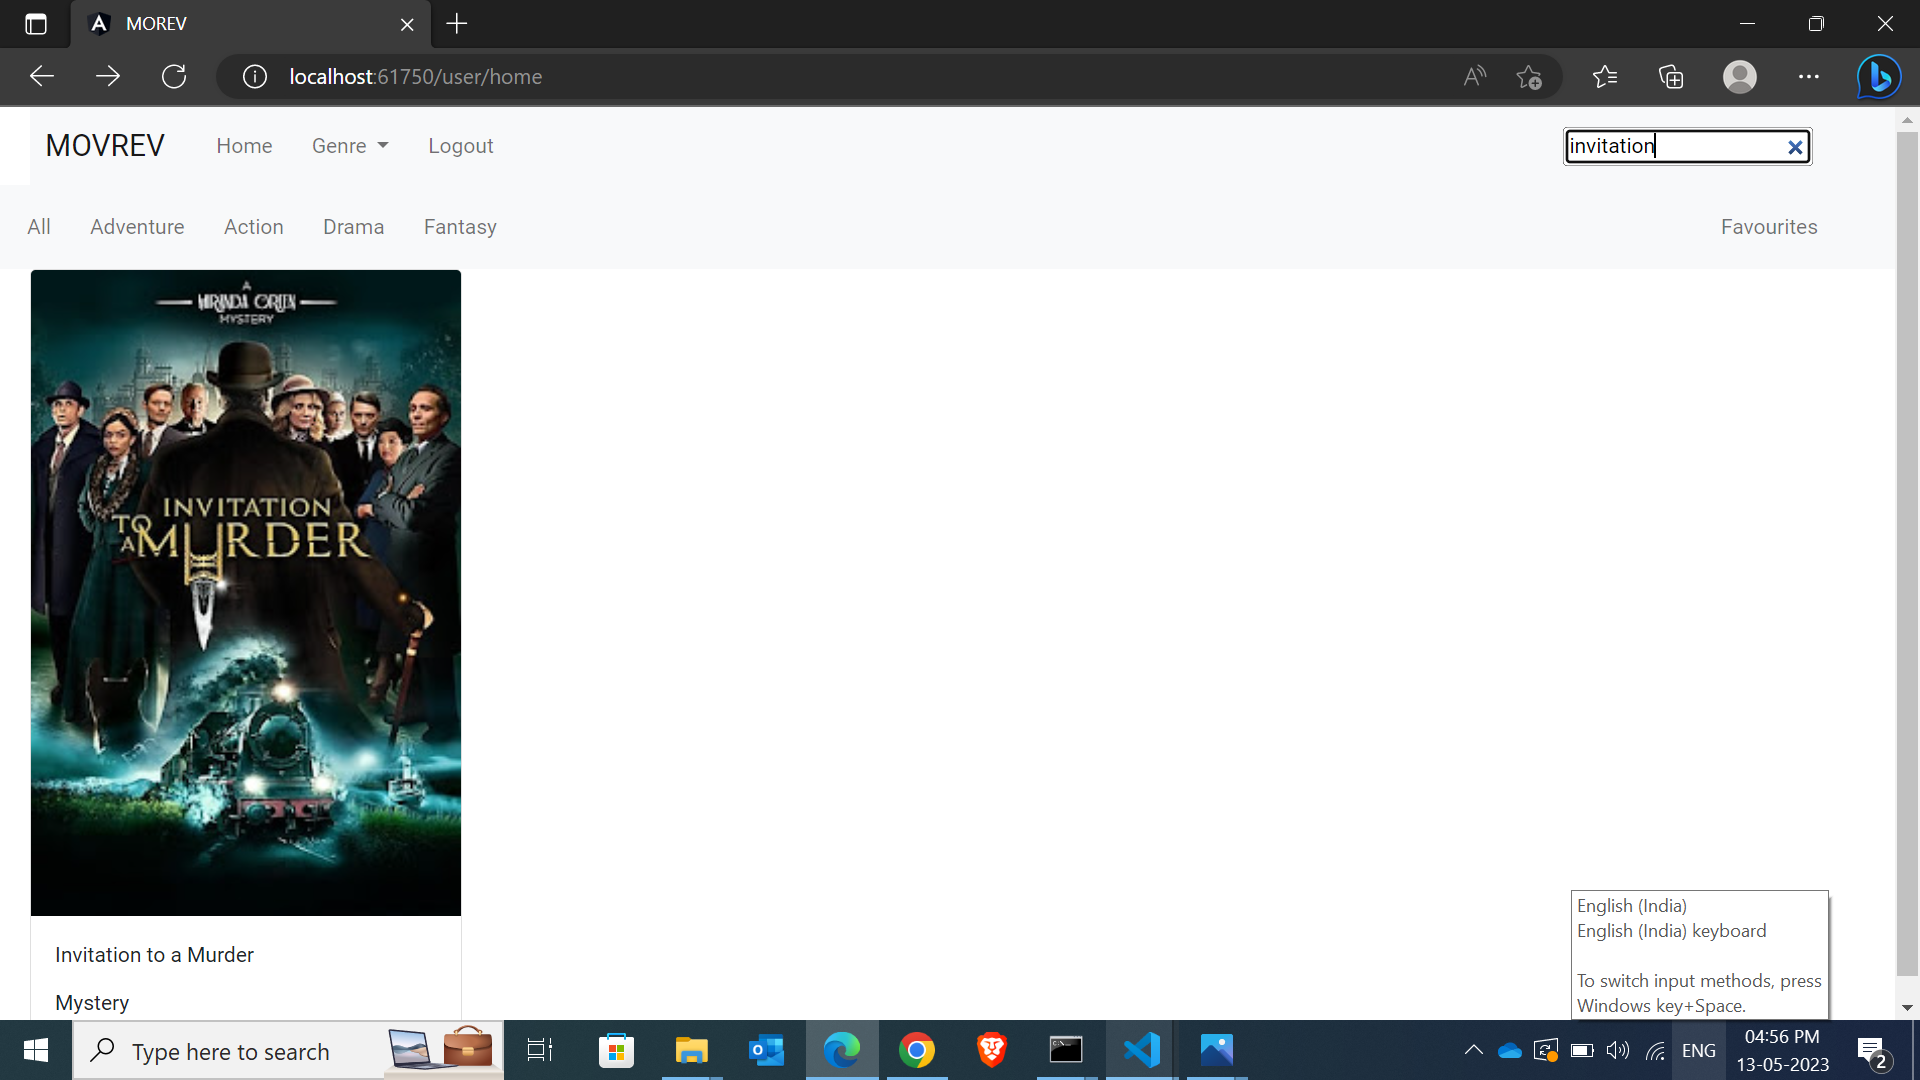 MOREV
localhost:61750/user/home
MOVREV Home Genre Logout invitation
All Adventure Action Drama Fantasy Favourites
A
MIRANDA GREEN
MYSTERY
INVITATION
TO A MURDER
Invitation to a Murder
Mystery
English (India)
English (India) keyboard
To switch input methods, press
Windows key+Space.
Type here to search
ENG
04:56 PM
13-05-2023
2